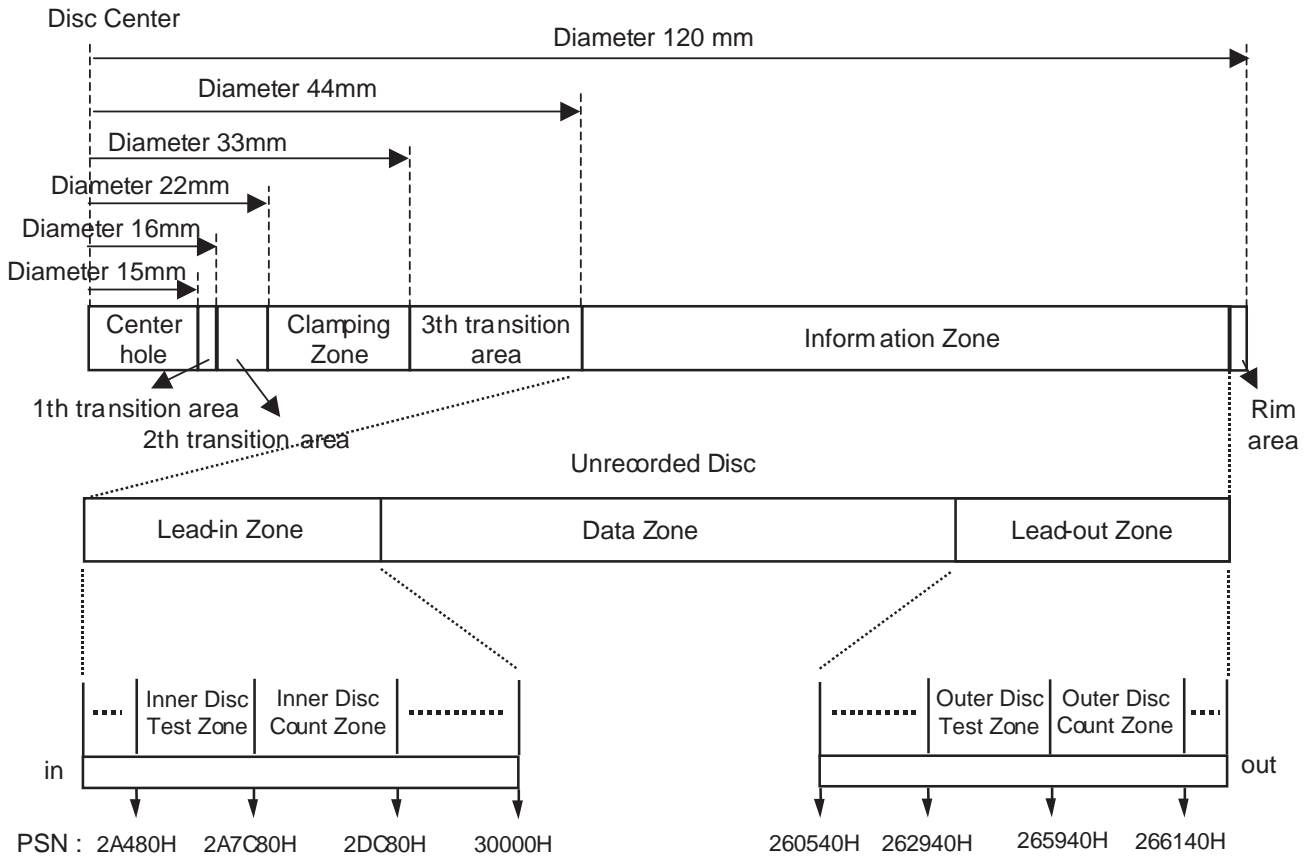 Disc Center
Diameter 120 mm
Diameter 44mm
Diameter 33mm
Diameter 22mm
Diameter 16mm
Diameter 15mm
Center
hole
Clamping
Zone
3th transition
area
Information Zone
1th transition area
2th transition area
Rim
area
Unrecorded Disc
Lead-in Zone
Data Zone
Lead-out Zone
Inner Disc
Test Zone
Inner Disc
Count Zone
Outer Disc
Test Zone
Outer Disc
Count Zone
in
out
PSN : 2A480H 2A7C80H 2DC80H 30000H 260540H 262940H 265940H 266140H